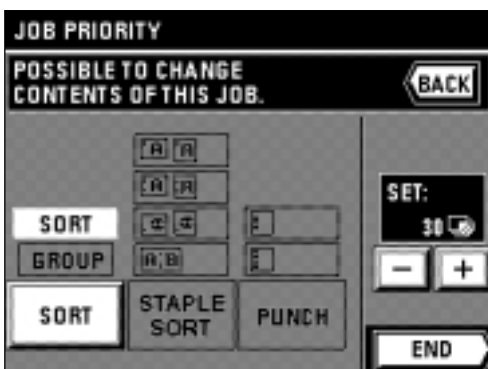 JOB PRIORITY
POSSIBLE TO CHANGE
CONTENTS OF THIS JOB.
BACK
SET:
30
SORT
GROUP
A:B
− +
SORT
STAPLE
SORT
PUNCH
END